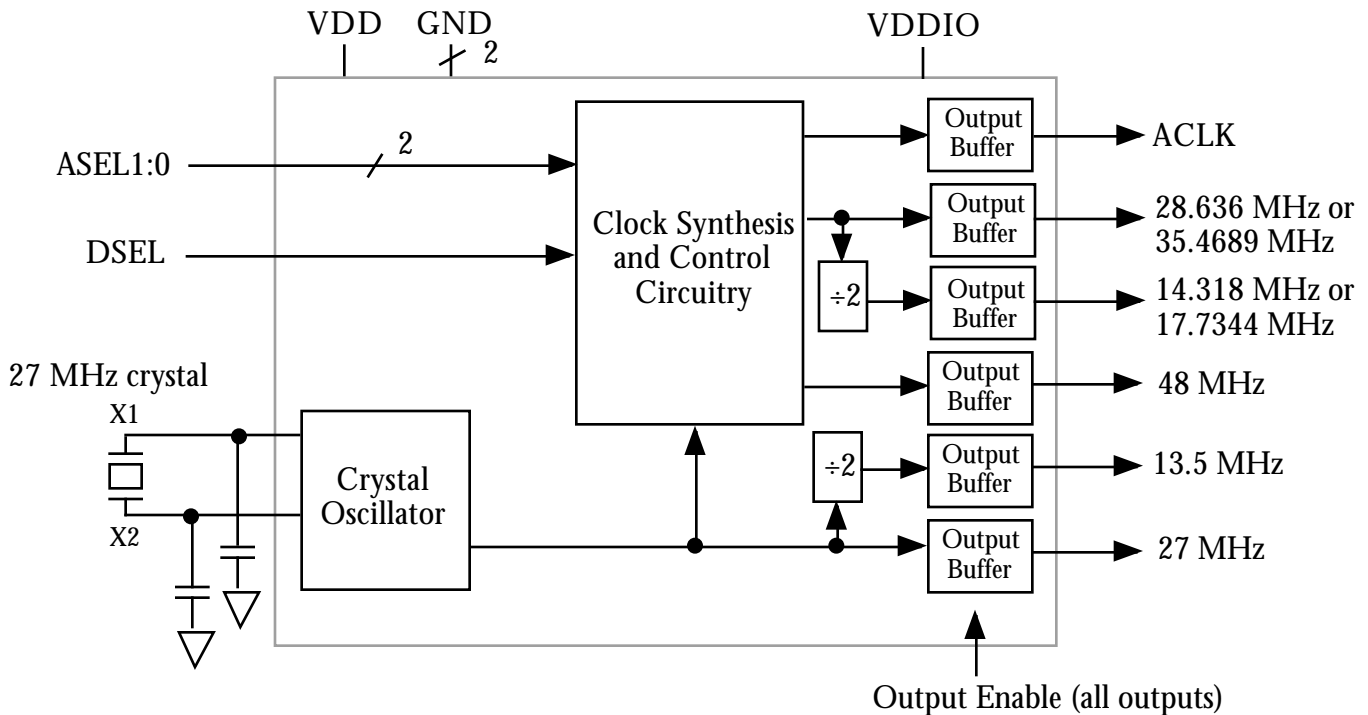 VDD
GND
2
VDDIO
ASEL1:0
2
DSEL
Clock Synthesis
and Control
Circuitry
Output
Buffer
ACLK
Output
Buffer
28.636 MHz or
35.4689 MHz
÷2
Output
Buffer
14.318 MHz or
17.7344 MHz
Output
Buffer
48 MHz
27 MHz crystal
X1
X2
Crystal
Oscillator
÷2
Output
Buffer
13.5 MHz
Output
Buffer
27 MHz
Output Enable (all outputs)